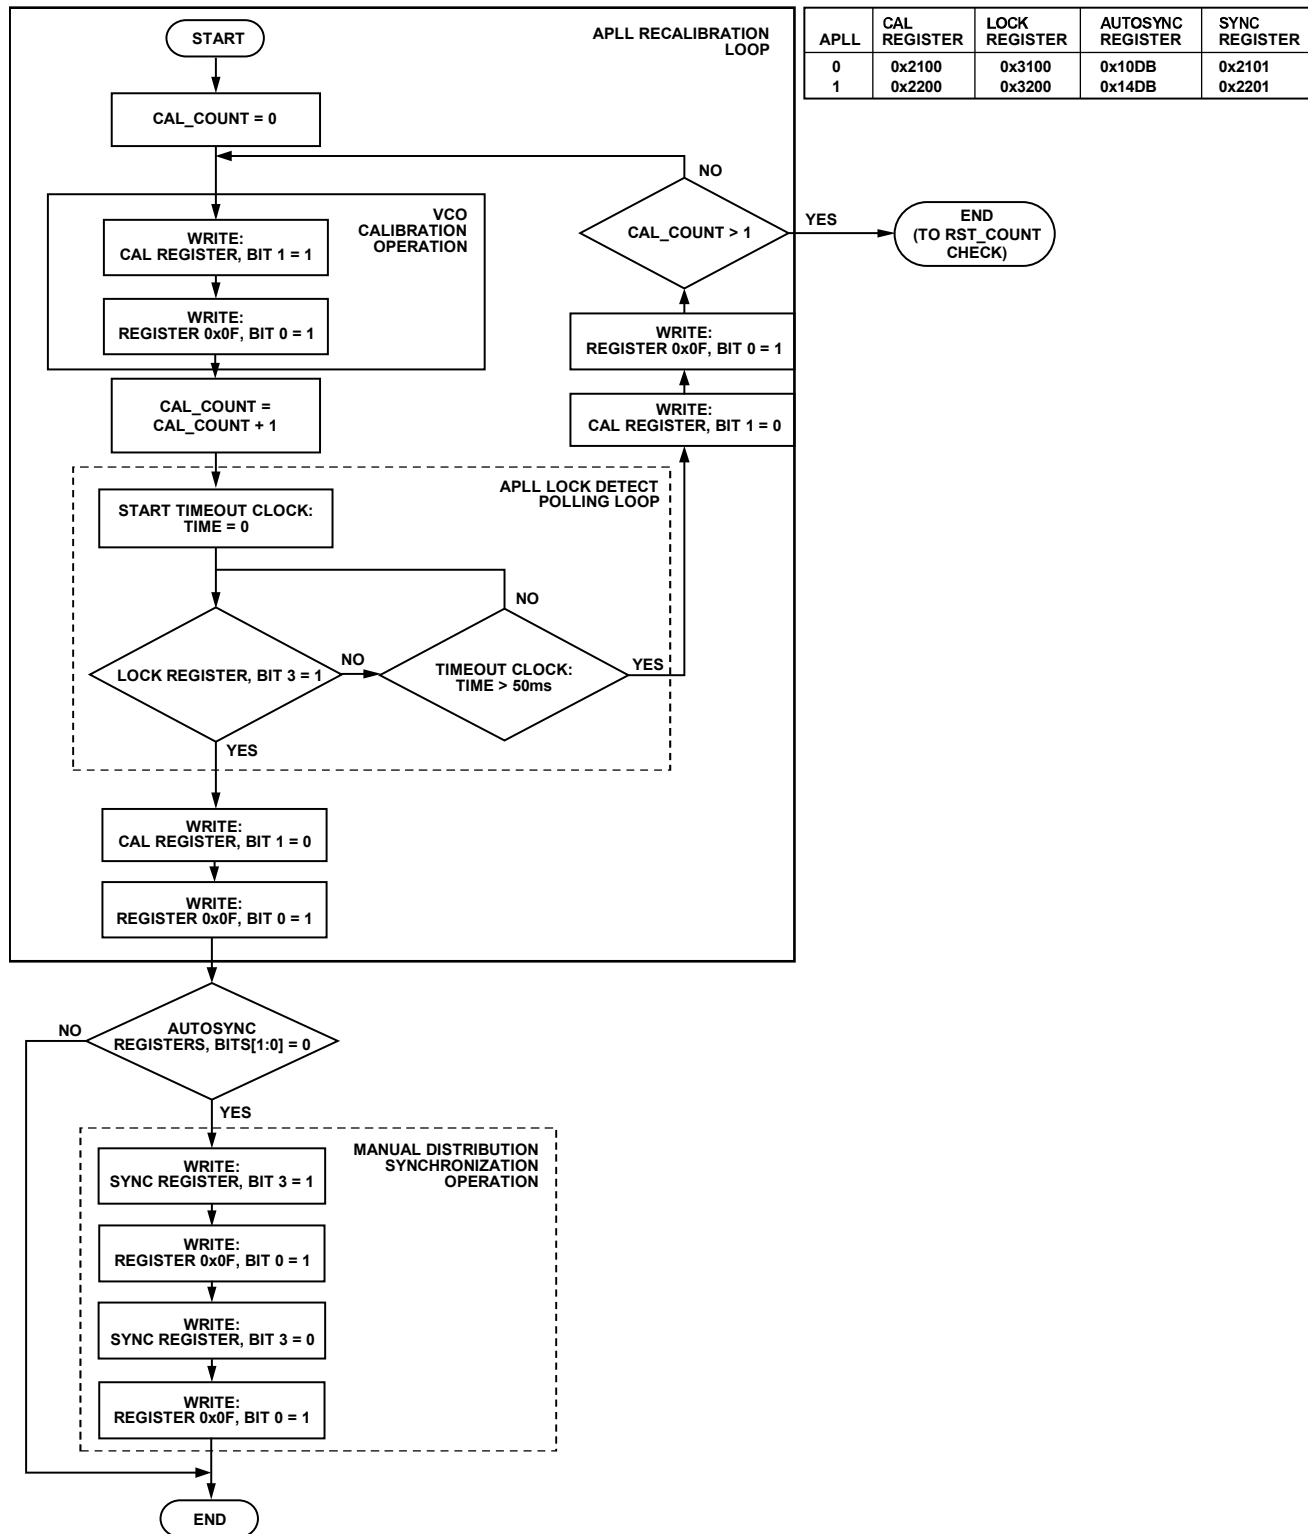 START
APLL RECALIBRATION
LOOP
CAL_COUNT = 0
NO
VCO
CALIBRATION
OPERATION
WRITE:
CAL REGISTER, BIT 1 = 1
WRITE:
REGISTER 0x0F, BIT 0 = 1
CAL_COUNT > 1
YES
END
(TO RST_COUNT
CHECK)
WRITE:
REGISTER 0x0F, BIT 0 = 1
WRITE:
CAL REGISTER, BIT 1 = 0
CAL_COUNT =
CAL_COUNT + 1
APLL LOCK DETECT
POLLING LOOP
START TIMEOUT CLOCK:
TIME = 0
NO
LOCK REGISTER, BIT 3 = 1
NO
TIMEOUT CLOCK:
TIME > 50ms
YES
YES
WRITE:
CAL REGISTER, BIT 1 = 0
WRITE:
REGISTER 0x0F, BIT 0 = 1
NO
AUTOSYNC
REGISTERS, BITS[1:0] = 0
YES
MANUAL DISTRIBUTION
SYNCHRONIZATION
OPERATION
WRITE:
SYNC REGISTER, BIT 3 = 1
WRITE:
REGISTER 0x0F, BIT 0 = 1
WRITE:
SYNC REGISTER, BIT 3 = 0
WRITE:
REGISTER 0x0F, BIT 0 = 1
END
APLL CAL REGISTER LOCK REGISTER AUTOSYNC REGISTER SYNC REGISTER
0 0x2100 0x3100 0x10DB 0x2101
1 0x2200 0x3200 0x14DB 0x2201